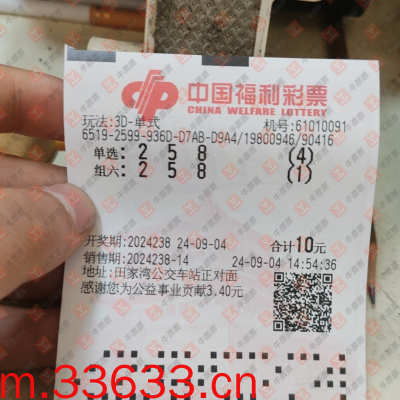 中国福利彩票
CHINA WELFARE LOTTERY
玩法:3D-单式 机号:61010091
6519-2599-936D-D7AB-D9A4/19800946/90416
单选: 2 5 8 (4)
组六: 2 5 8 (1)
开奖期:2024238 24-09-04 合计10元
销售期:2024238-14 24-09-04 14:54:36
地址:田家湾公交车站正对面
感谢您为公益事业贡献3.40元
m.33633.cn